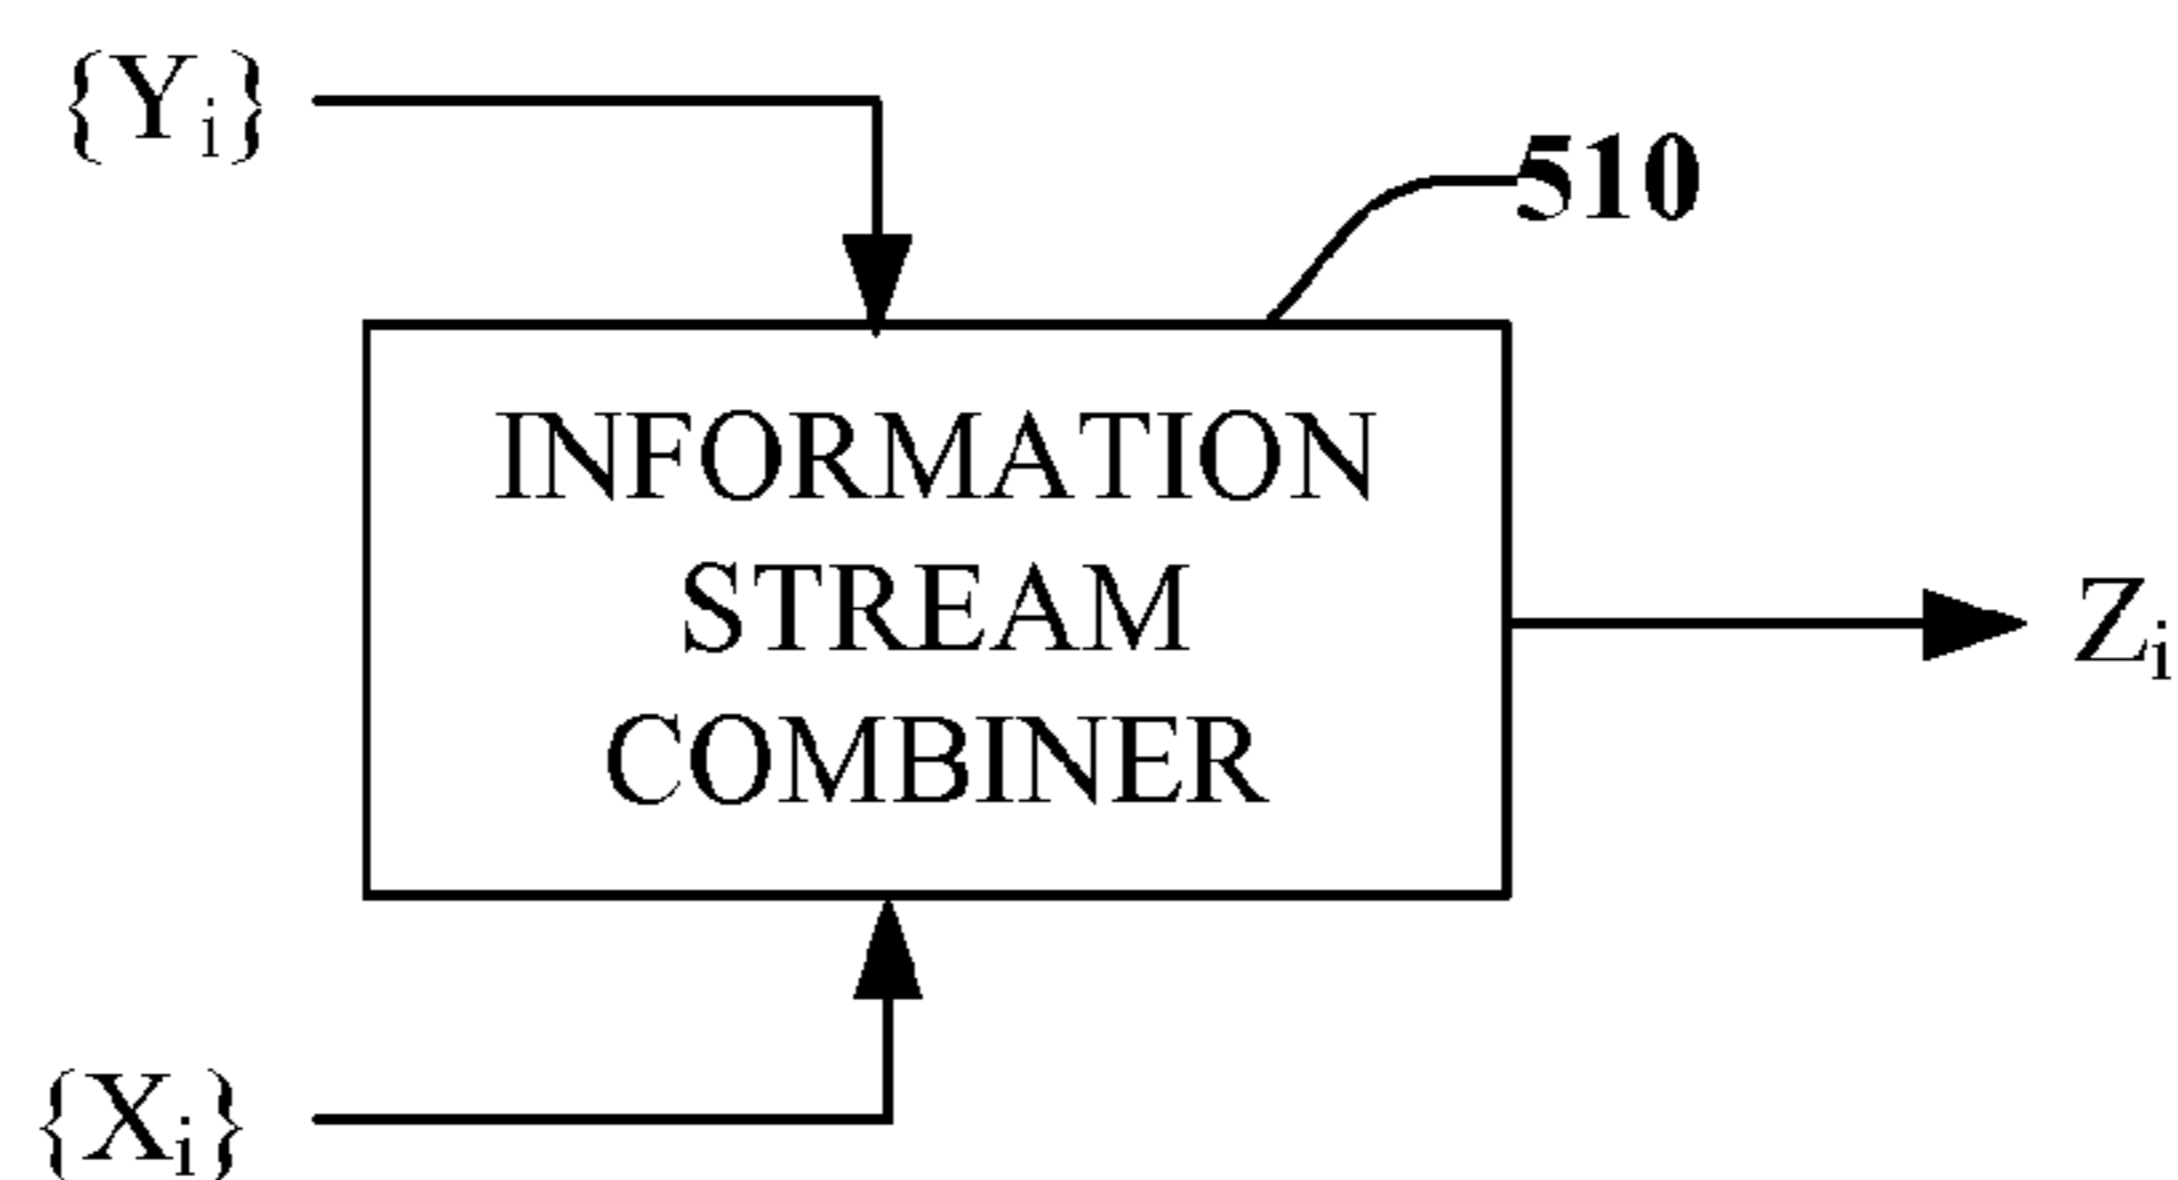 {Yᵢ}
510
INFORMATION
STREAM
COMBINER
Zᵢ
{Xᵢ}